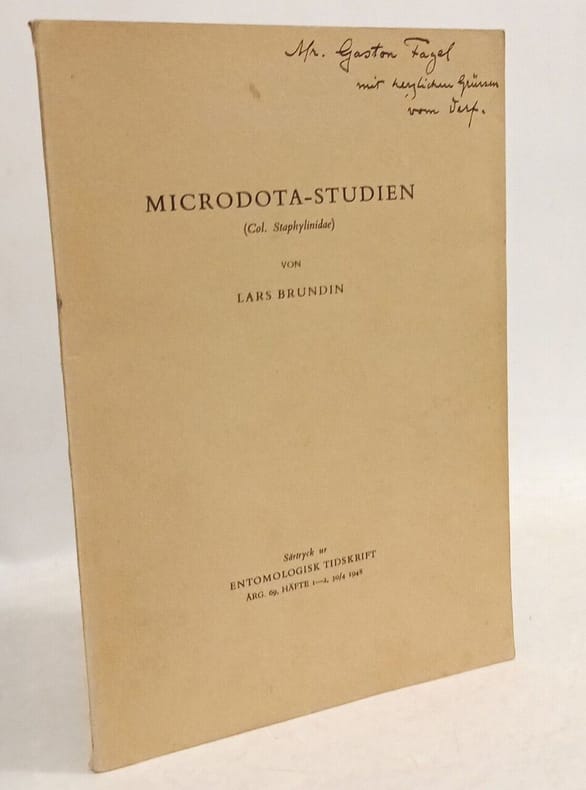 Mr. Gaston Fagel
mit herzlichen Grüssen
vom Verf.
MICRODOTA-STUDIEN
(Col. Staphylinidae)
VON
LARS BRUNDIN
Särtryck ur
ENTOMOLOGISK TIDSKRIFT
ÅRG. 69, HÄFTE 1—2, 30/4 1948